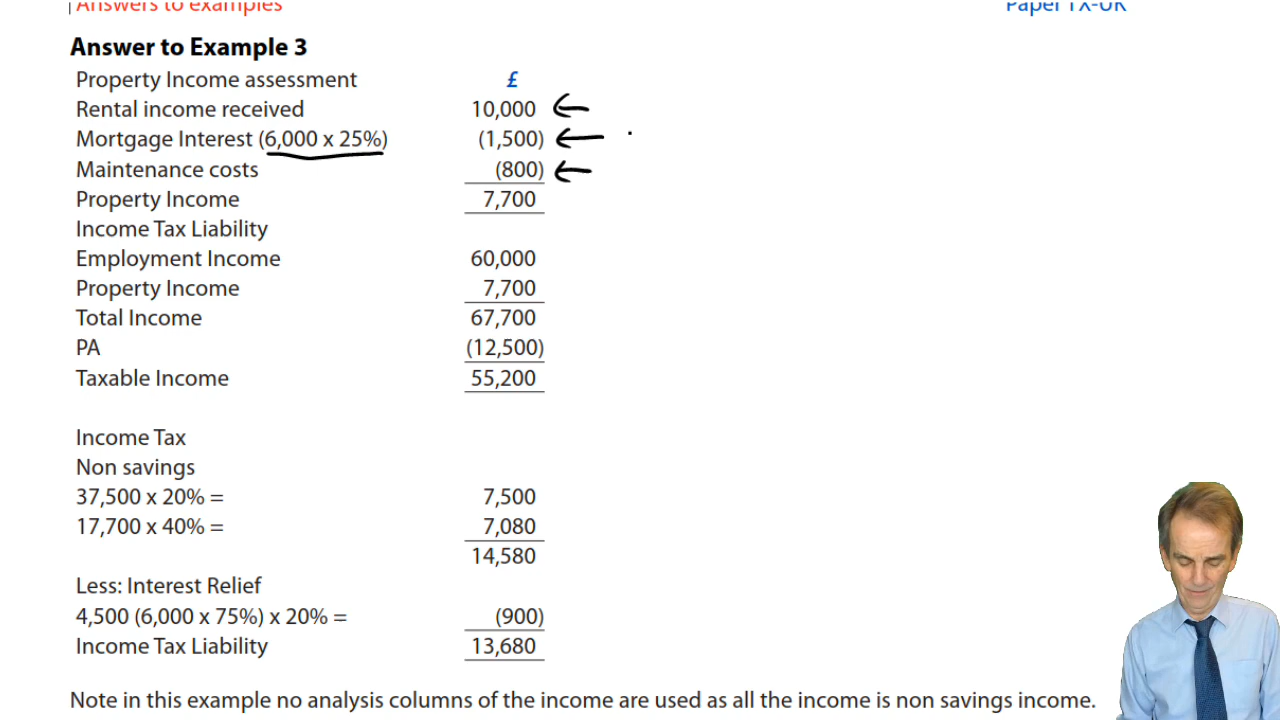 Answers to examples Paper TX-UK
Answer to Example 3
Property Income assessment £
Rental income received 10,000
Mortgage Interest (6,000 x 25%) (1,500)
Maintenance costs (800)
Property Income 7,700
Income Tax Liability
Employment Income 60,000
Property Income 7,700
Total Income 67,700
PA (12,500)
Taxable Income 55,200
Income Tax
Non savings
37,500 x 20% = 7,500
17,700 x 40% = 7,080
14,580
Less: Interest Relief
4,500 (6,000 x 75%) x 20% = (900)
Income Tax Liability 13,680
Note in this example no analysis columns of the income are used as all the income is non savings income.